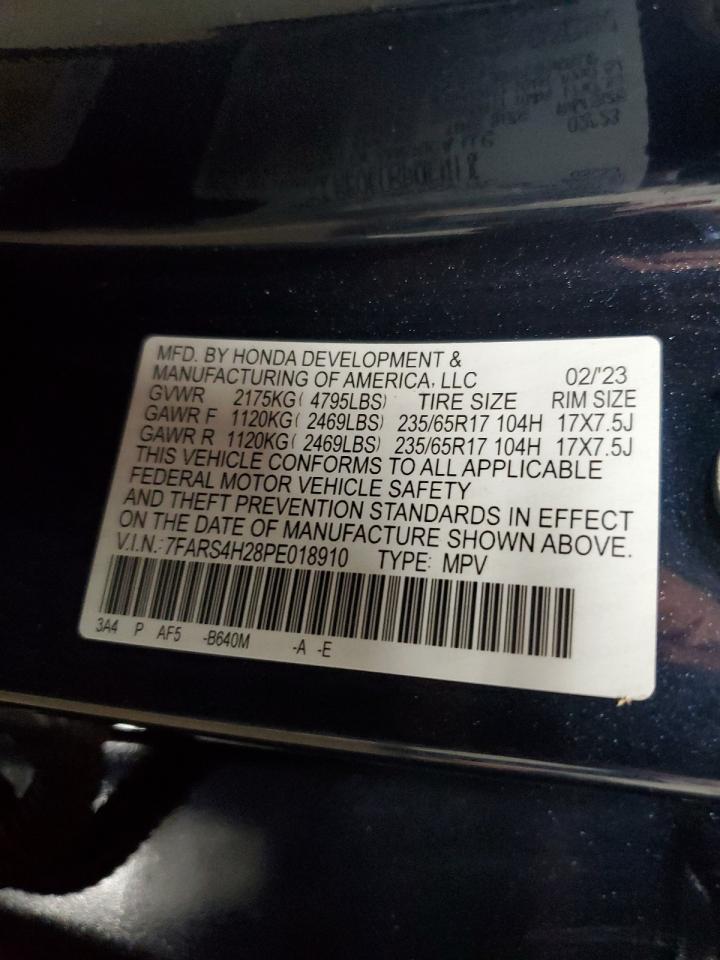 MFD. BY HONDA DEVELOPMENT &
MANUFACTURING OF AMERICA, LLC 02/'23
GVWR 2175KG( 4795LBS) TIRE SIZE RIM SIZE
GAWR F 1120KG( 2469LBS) 235/65R17 104H 17X7.5J
GAWR R 1120KG( 2469LBS) 235/65R17 104H 17X7.5J
THIS VEHICLE CONFORMS TO ALL APPLICABLE
FEDERAL MOTOR VEHICLE SAFETY
AND THEFT PREVENTION STANDARDS IN EFFECT
ON THE DATE OF MANUFACTURE SHOWN ABOVE.
V.I.N.: 7FARS4H28PE018910 TYPE: MPV
3A4 P AF5 -B640M -A -E